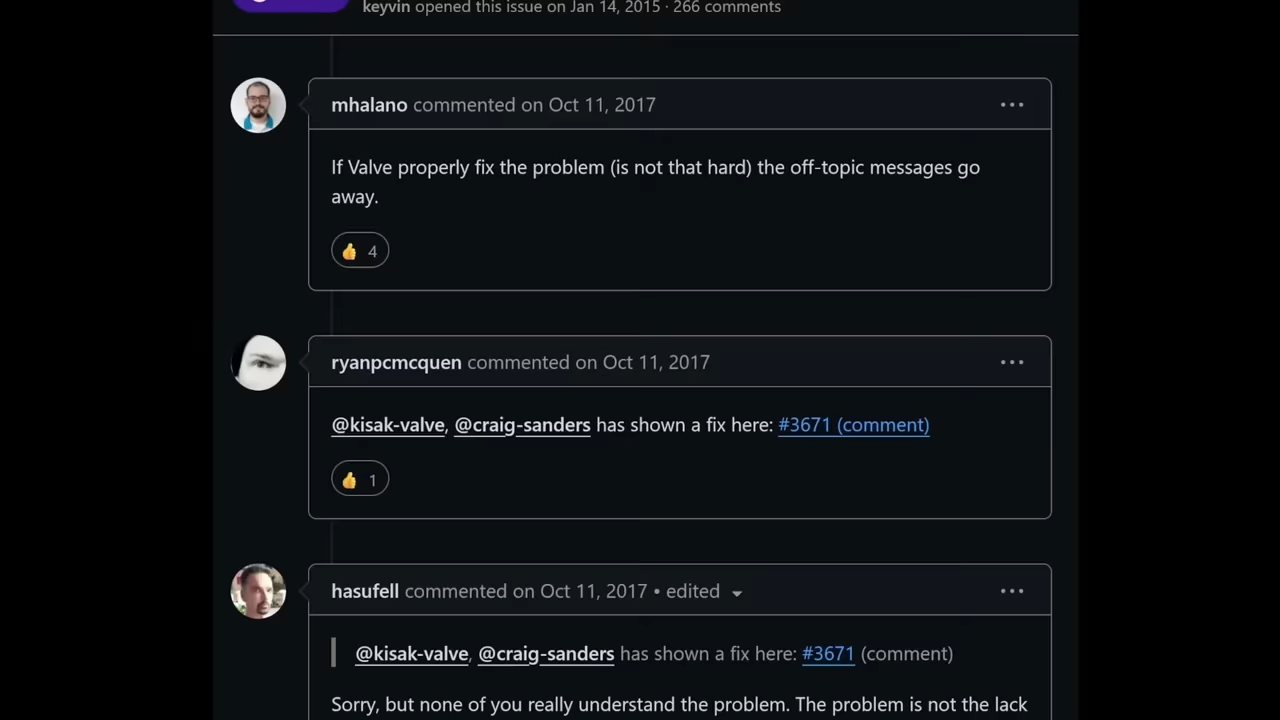 keyvin opened this issue on Jan 14, 2015 · 266 comments
mhalano commented on Oct 11, 2017
If Valve properly fix the problem (is not that hard) the off-topic messages go
away.
👍 4
ryanpcmcquen commented on Oct 11, 2017
@kisak-valve, @craig-sanders has shown a fix here: #3671 (comment)
👍 1
hasufell commented on Oct 11, 2017 • edited
@kisak-valve, @craig-sanders has shown a fix here: #3671 (comment)
Sorry, but none of you really understand the problem. The problem is not the lack